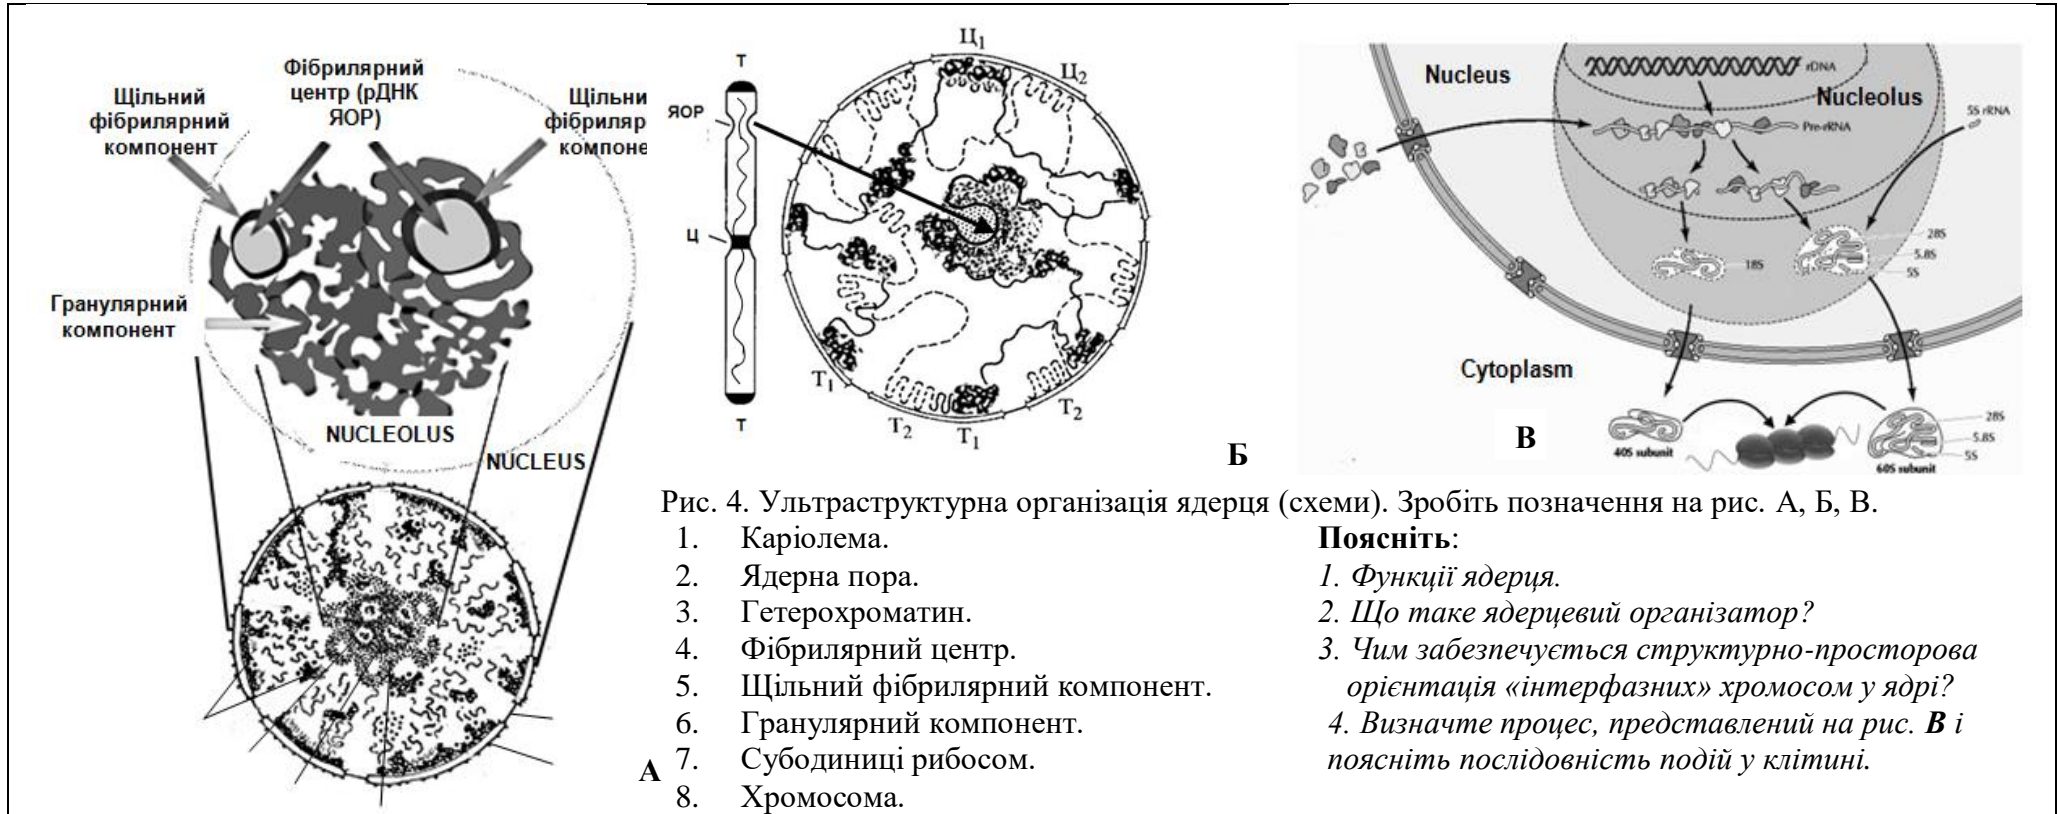 Фібрилярний
центр (рДНК
ЯОР)
Щільний
фібрилярний
компонент
Щільни
фібриляр
компоне
Гранулярний
компонент
NUCLEOLUS
NUCLEUS
А
Т
ЯОР
Ц
Т
Ц1
Ц2
Т1
Т2
Т1
Т2
Б
Nucleus
rDNA
Nucleolus
5S rRNA
Pre-rRNA
18S
28S
5.8S
5S
Cytoplasm
В
40S subunit
60S subunit
28S
5.8S
5S
Рис. 4. Ультраструктурна організація ядерця (схеми). Зробіть позначення на рис. А, Б, В.
1. Каріолема.
2. Ядерна пора.
3. Гетерохроматин.
4. Фібрилярний центр.
5. Щільний фібрилярний компонент.
6. Гранулярний компонент.
7. Субодиниці рибосом.
8. Хромосома.
Поясніть:
1. Функції ядерця.
2. Що таке ядерцевий організатор?
3. Чим забезпечується структурно-просторова
орієнтація «інтерфазних» хромосом у ядрі?
4. Визначте процес, представлений на рис. В і
поясніть послідовність подій у клітині.